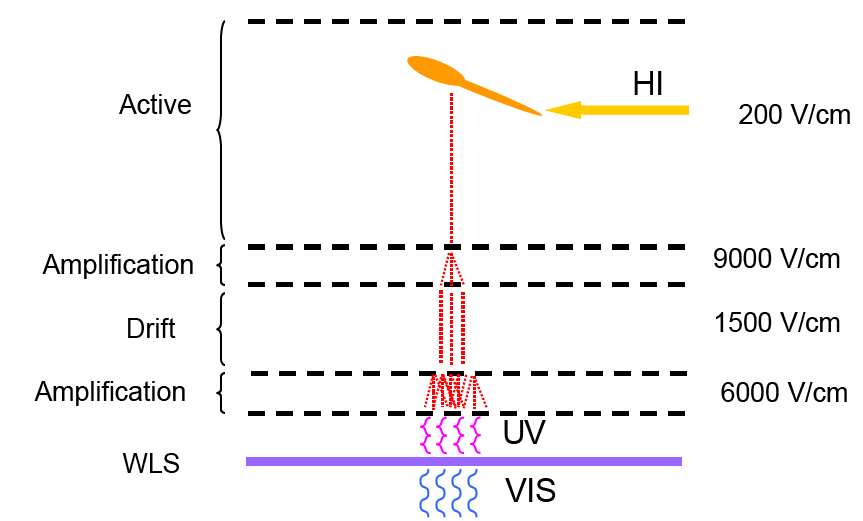 HI
Active
200 V/cm
Amplification
9000 V/cm
Drift
1500 V/cm
Amplification
6000 V/cm
UV
WLS
VIS